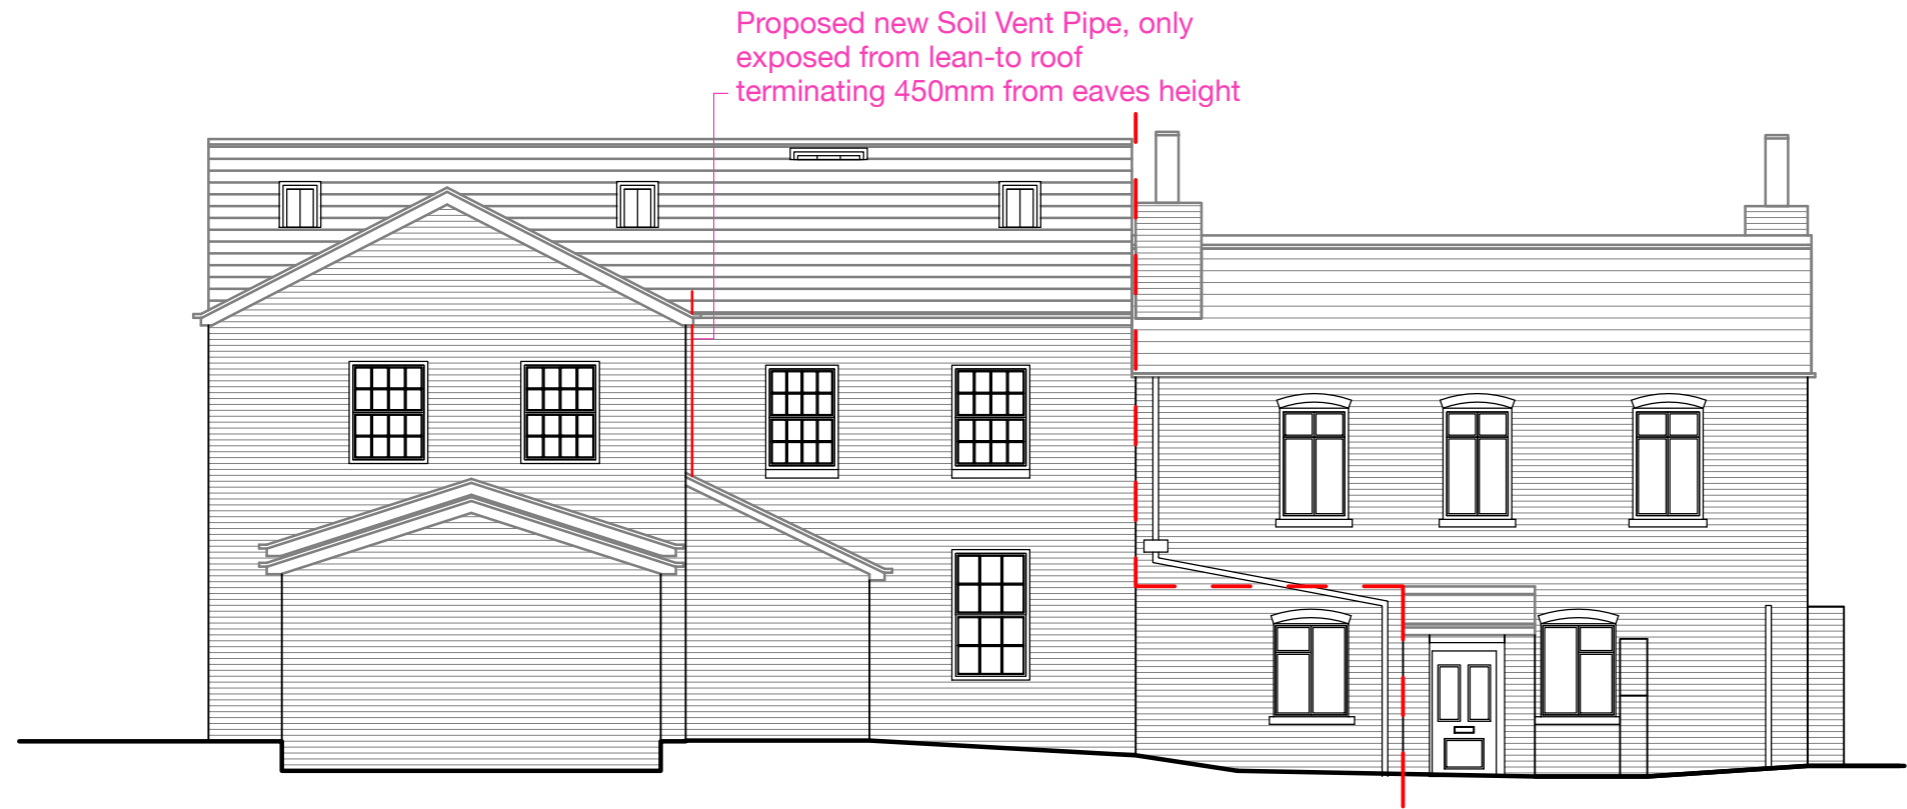 Proposed new Soil Vent Pipe, only
exposed from lean-to roof
terminating 450mm from eaves height